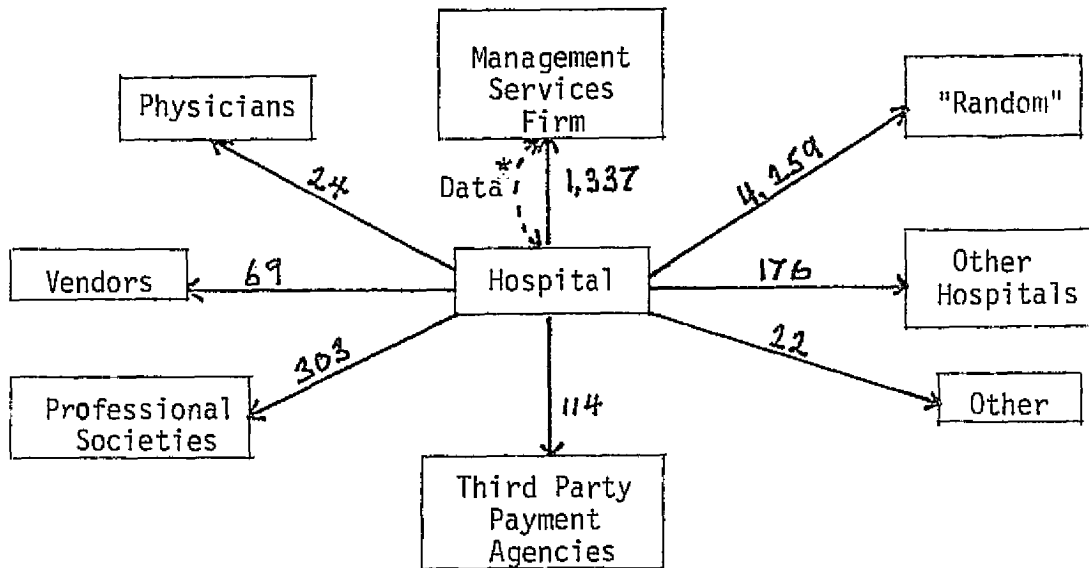 Management
Services
Firm
Physicians
"Random"
24
Data*
1,337
4,259
Vendors
69
Hospital
176
Other
Hospitals
303
22
Professional
Societies
114
Other
Third Party
Payment
Agencies